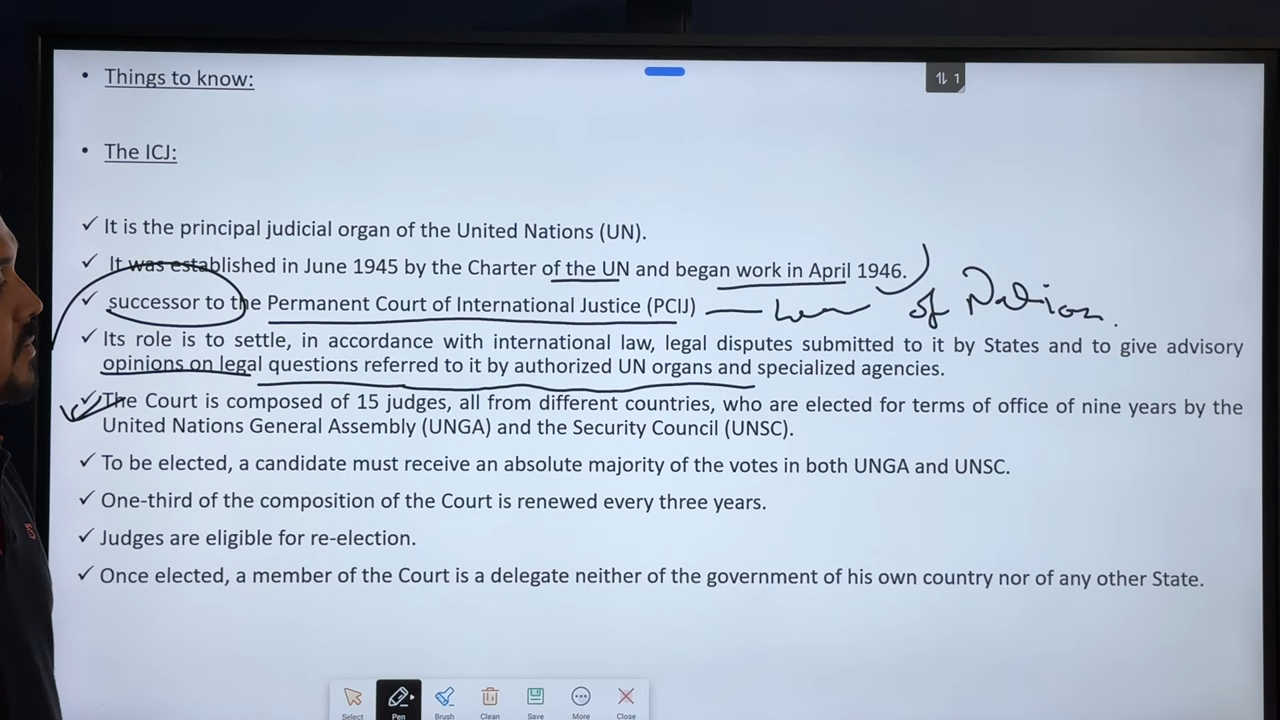 • Things to know:
1
• The ICJ:
✓ It is the principal judicial organ of the United Nations (UN).
✓ It was established in June 1945 by the Charter of the UN and began work in April 1946.
✓ successor to the Permanent Court of International Justice (PCIJ) — of Nation.
✓ Its role is to settle, in accordance with international law, legal disputes submitted to it by States and to give advisory
opinions on legal questions referred to it by authorized UN organs and specialized agencies.
✓ The Court is composed of 15 judges, all from different countries, who are elected for terms of office of nine years by the
United Nations General Assembly (UNGA) and the Security Council (UNSC).
✓ To be elected, a candidate must receive an absolute majority of the votes in both UNGA and UNSC.
✓ One-third of the composition of the Court is renewed every three years.
✓ Judges are eligible for re-election.
✓ Once elected, a member of the Court is a delegate neither of the government of his own country nor of any other State.
Select Pen Brush Clean Save More Close